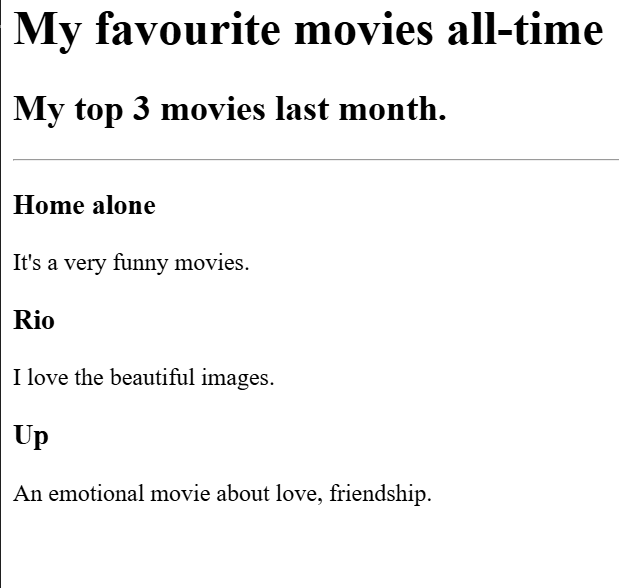 My favourite movies all-time
My top 3 movies last month.
Home alone
It's a very funny movies.
Rio
I love the beautiful images.
Up
An emotional movie about love, friendship.